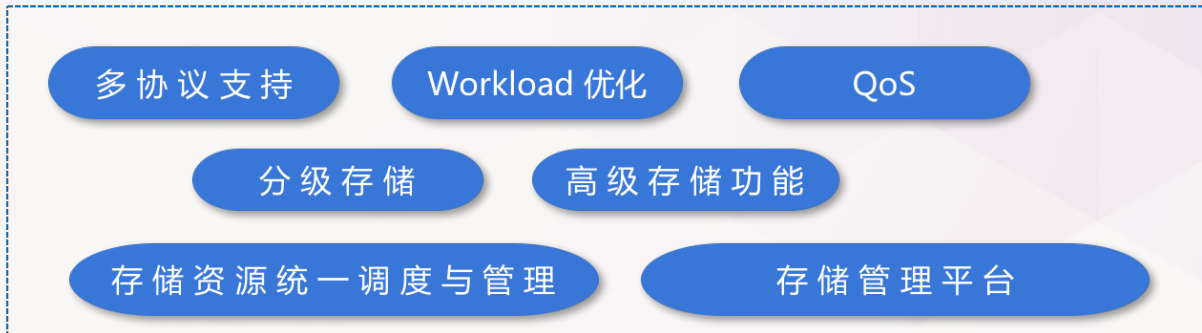 多协议支持
Workload 优化
QoS
分级存储
高级存储功能
存储资源统一调度与管理
存储管理平台